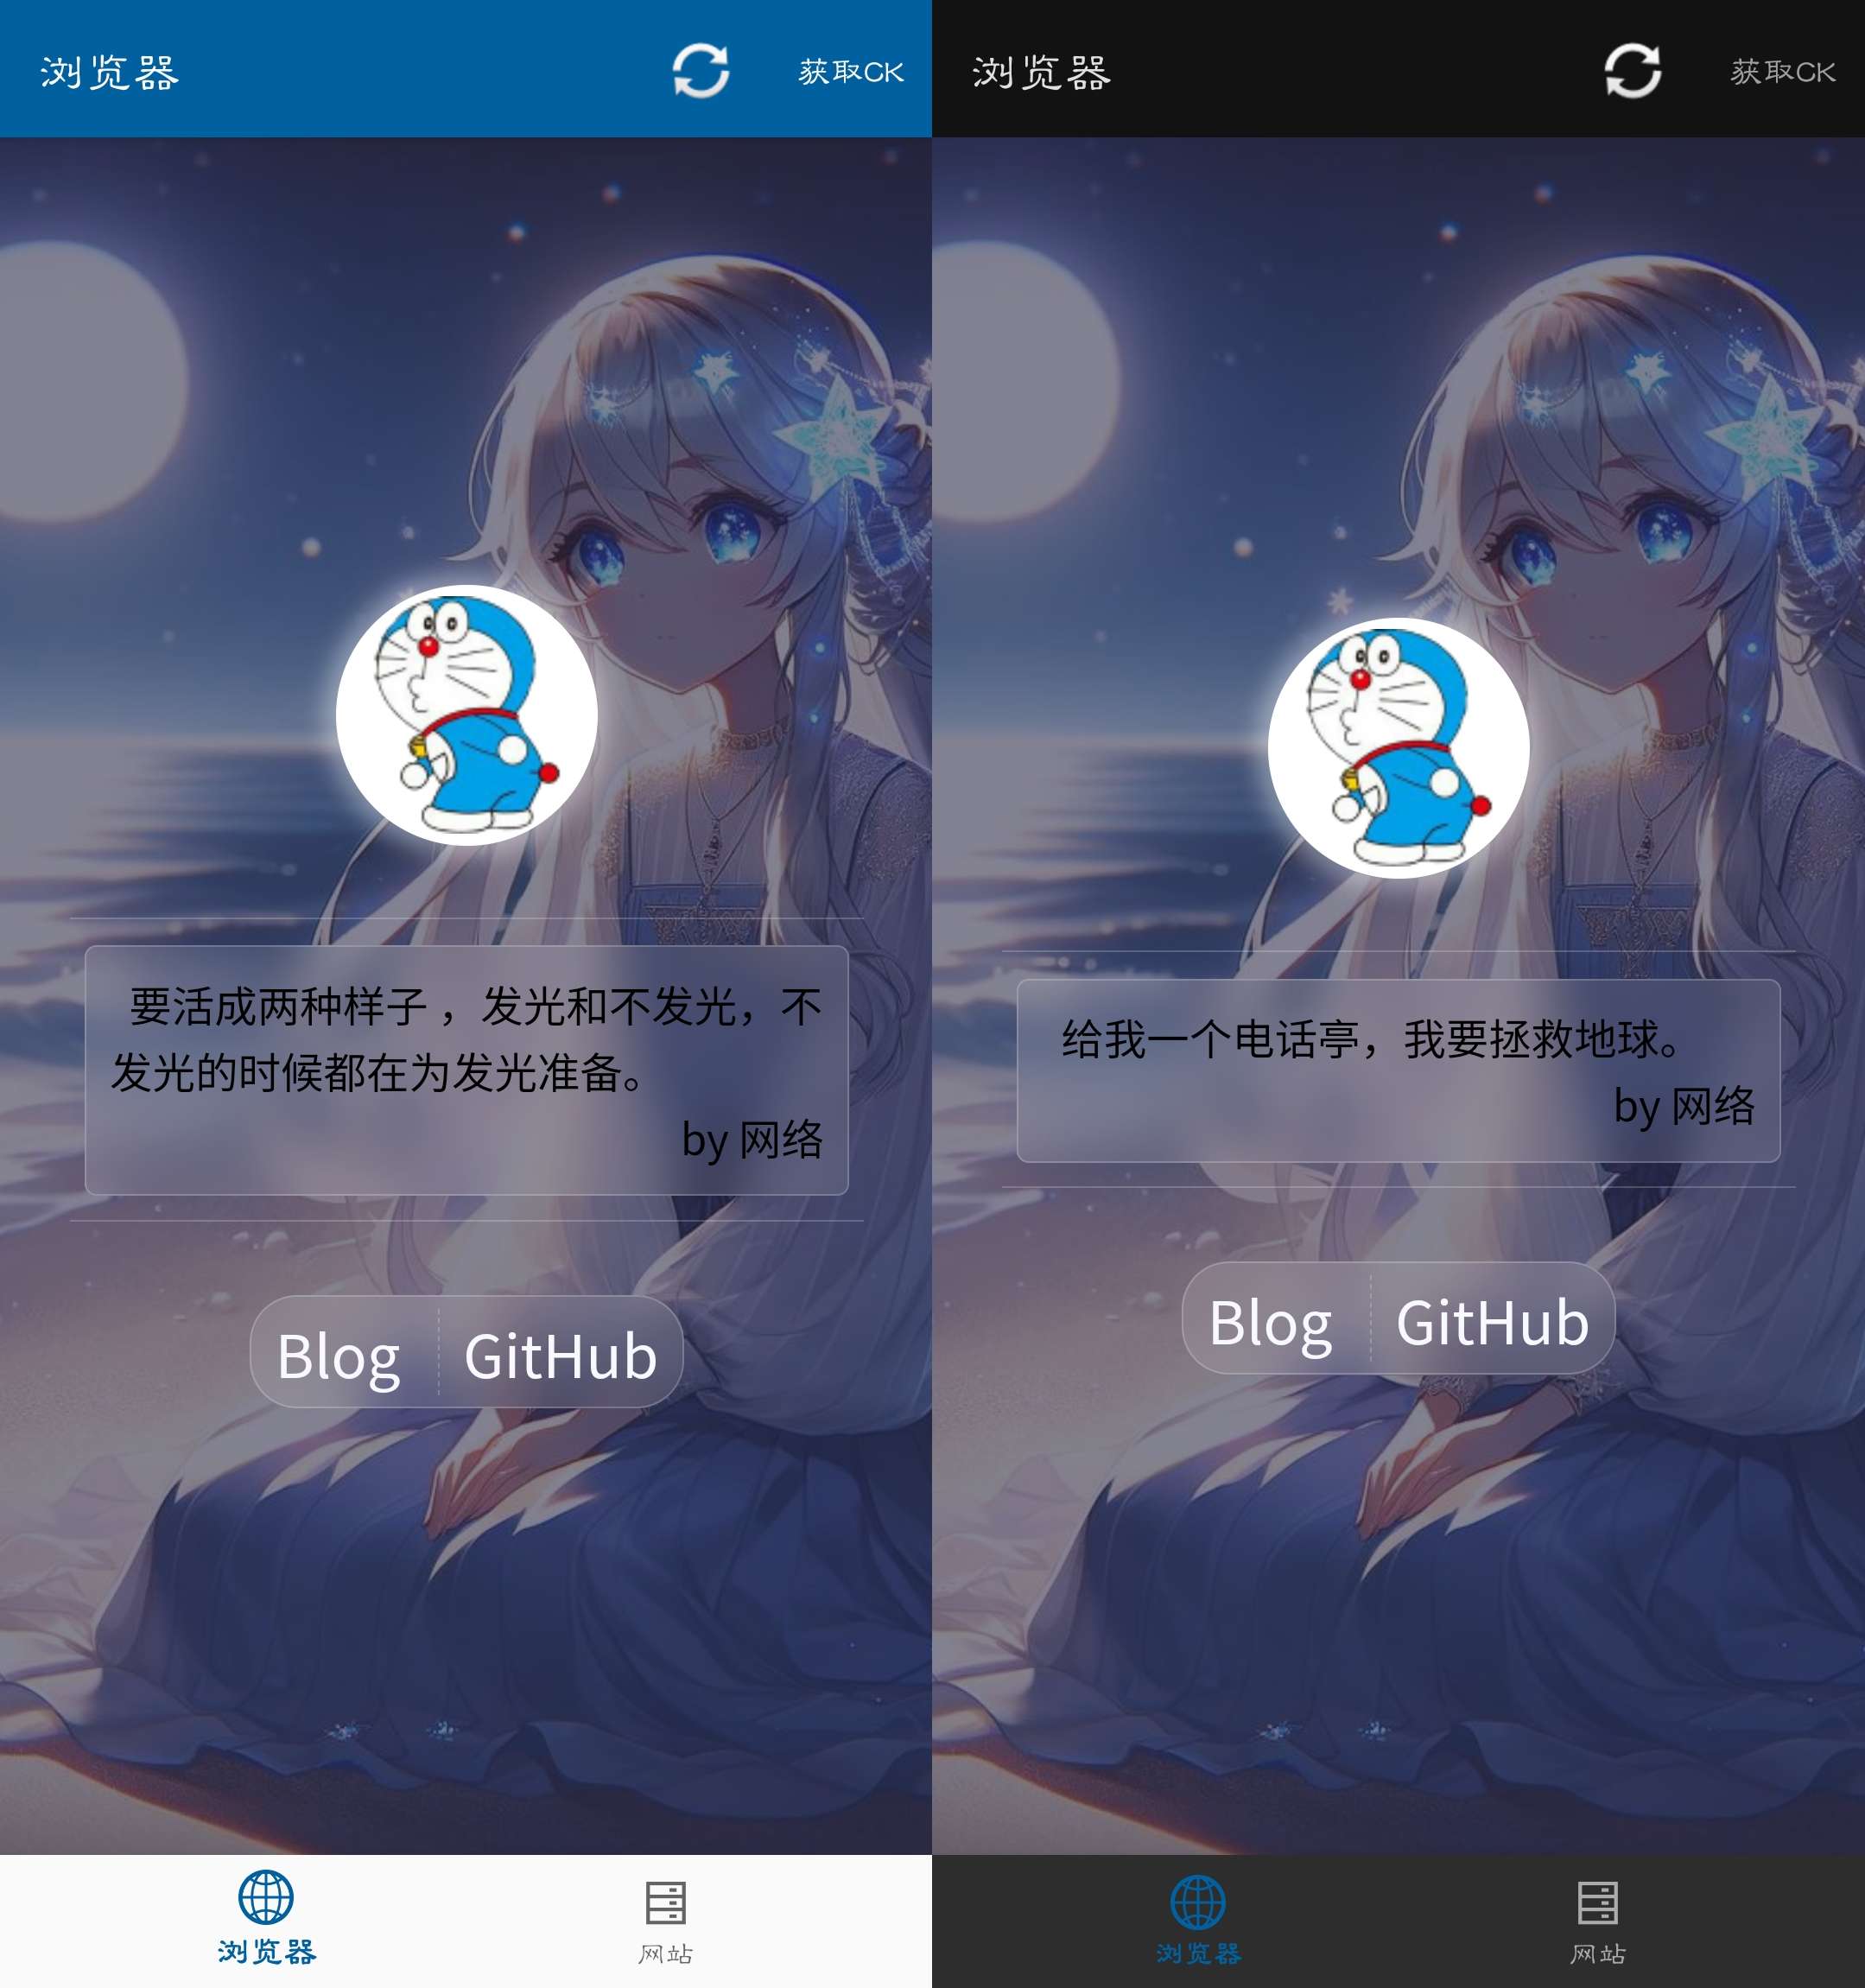 浏览器
获取CK
要活成两种样子 ，发光和不发光，不
发光的时候都在为发光准备。
by 网络
Blog
GitHub
浏览器
网站
浏览器
获取CK
给我一个电话亭，我要拯救地球。
by 网络
Blog
GitHub
浏览器
网站